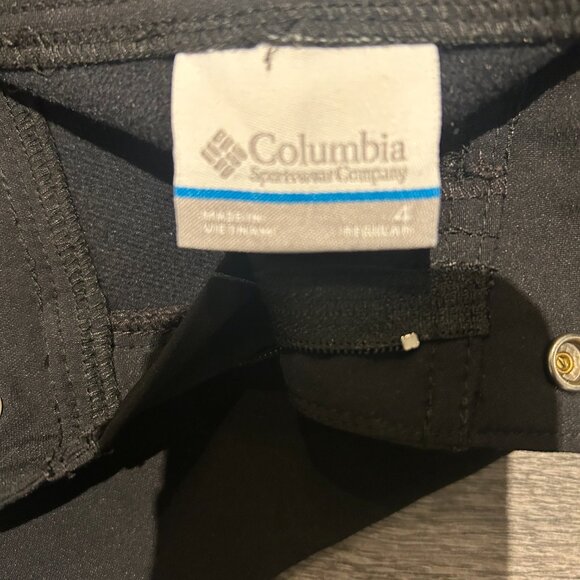 Columbia
Sportswear Company
MADE IN
VIETNAM
4
REGULAR